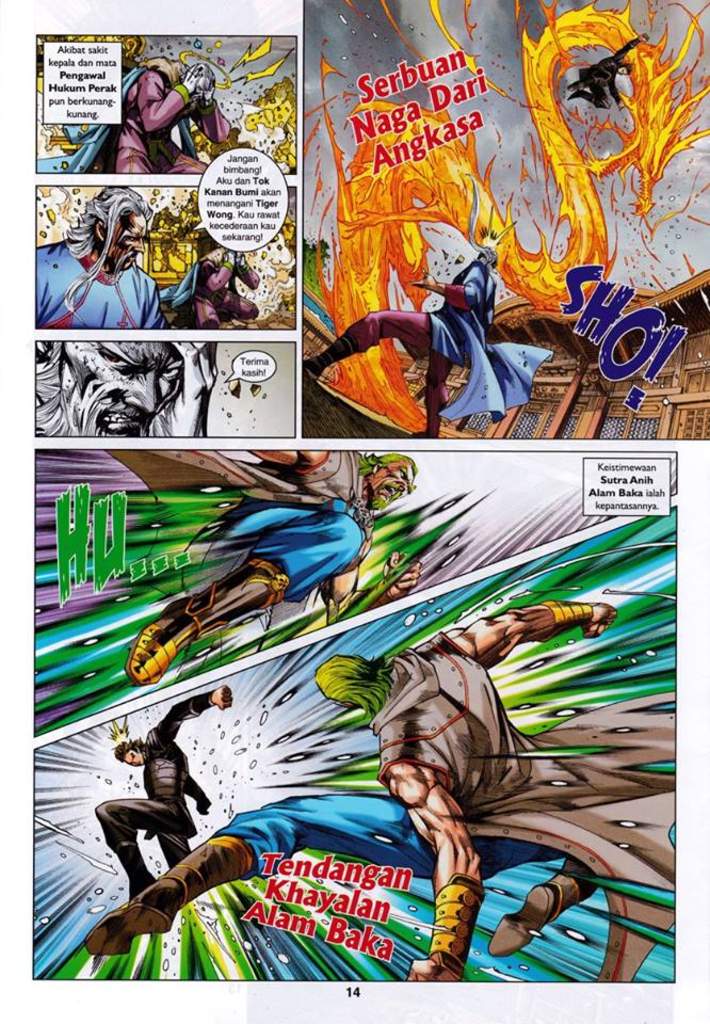 Akibat sakit
kepala dan mata
Pengawal
Hukum Perak
pun berkunang-
kunang.
Jangan
bimbang!
Aku dan Tok
Kanan Bumi akan
menangani Tiger
Wong. Kau rawat
kecederaan kau
sekarang!
Terima
kasih!
Serbuan
Naga Dari
Angkasa
SHOI...!
HU...
Keistimewaan
Sutra Anih
Alam Baka ialah
kepantasannya.
Tendangan
Khayalan
Alam Baka
14